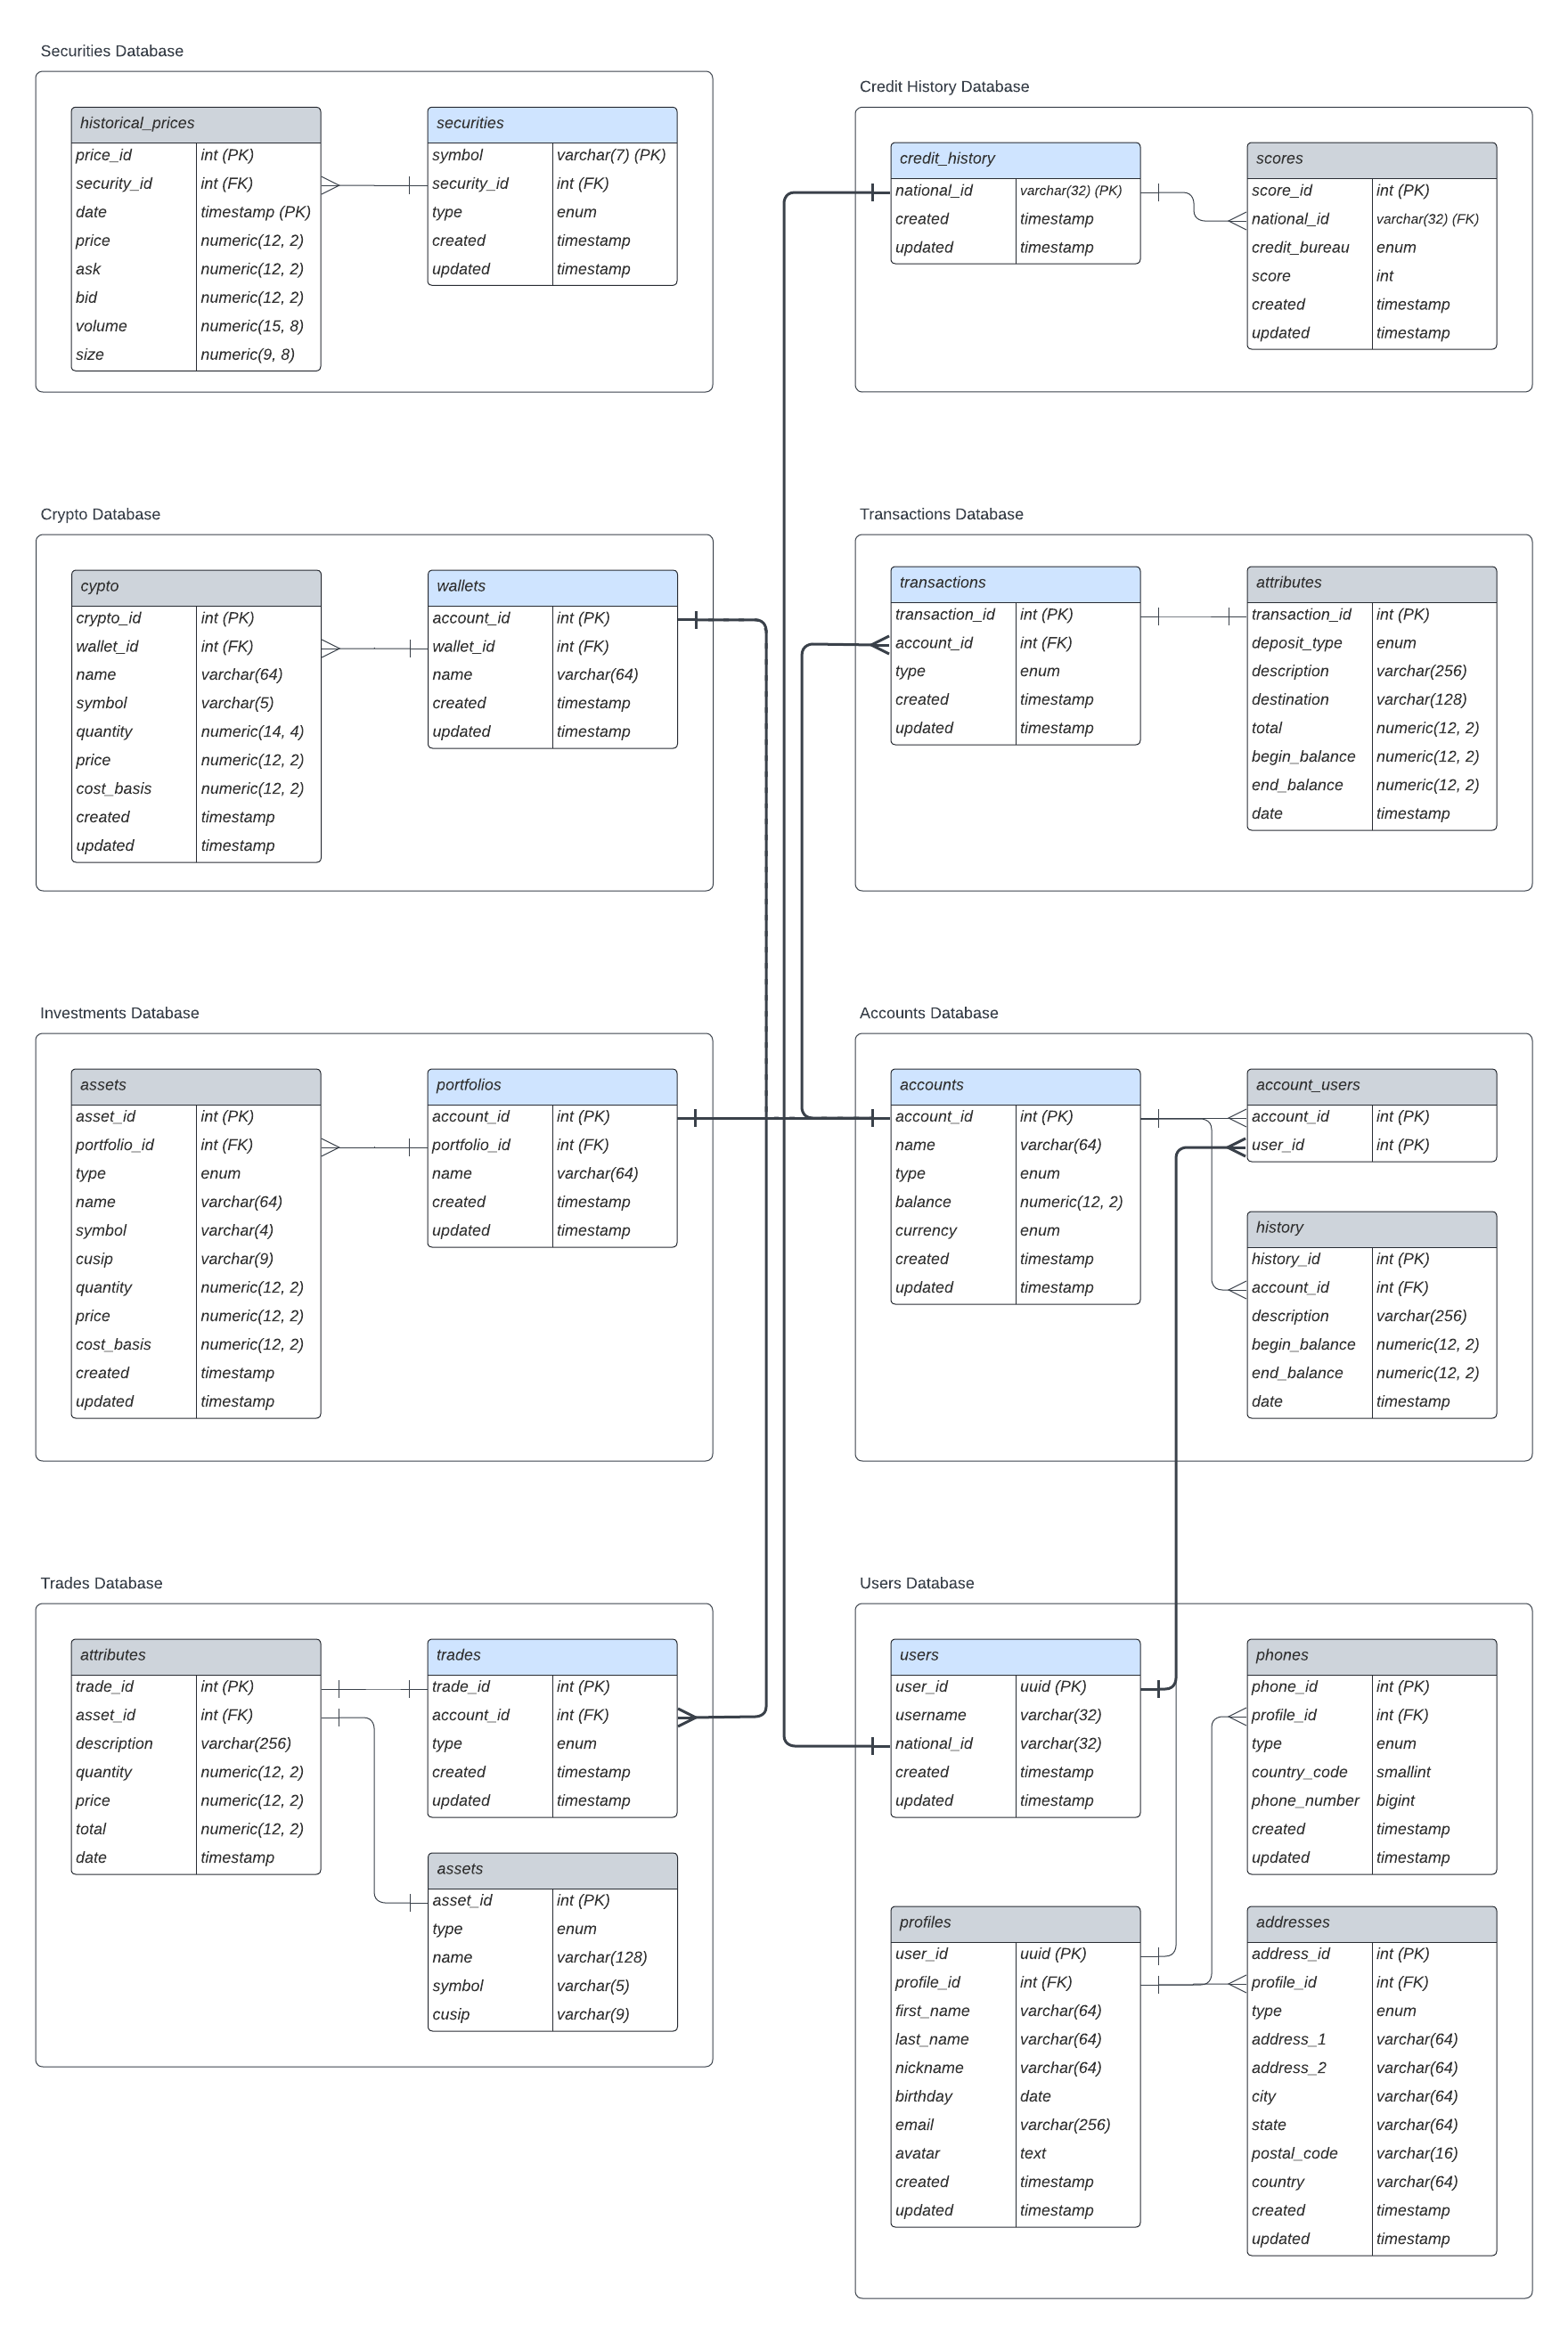 Securities Database
historical_prices
price_id int (PK)
security_id int (FK)
date timestamp (PK)
price numeric(12, 2)
ask numeric(12, 2)
bid numeric(12, 2)
volume numeric(15, 8)
size numeric(9, 8)
securities
symbol varchar(7) (PK)
security_id int (FK)
type enum
created timestamp
updated timestamp
Credit History Database
credit_history
national_id varchar(32) (PK)
created timestamp
updated timestamp
scores
score_id int (PK)
national_id varchar(32) (FK)
credit_bureau enum
score int
created timestamp
updated timestamp
Crypto Database
cypto
crypto_id int (PK)
wallet_id int (FK)
name varchar(64)
symbol varchar(5)
quantity numeric(14, 4)
price numeric(12, 2)
cost_basis numeric(12, 2)
created timestamp
updated timestamp
wallets
account_id int (PK)
wallet_id int (FK)
name varchar(64)
created timestamp
updated timestamp
Transactions Database
transactions
transaction_id int (PK)
account_id int (FK)
type enum
created timestamp
updated timestamp
attributes
transaction_id int (PK)
deposit_type enum
description varchar(256)
destination varchar(128)
total numeric(12, 2)
begin_balance numeric(12, 2)
end_balance numeric(12, 2)
date timestamp
Investments Database
assets
asset_id int (PK)
portfolio_id int (FK)
type enum
name varchar(64)
symbol varchar(4)
cusip varchar(9)
quantity numeric(12, 2)
price numeric(12, 2)
cost_basis numeric(12, 2)
created timestamp
updated timestamp
portfolios
account_id int (PK)
portfolio_id int (FK)
name varchar(64)
created timestamp
updated timestamp
Accounts Database
accounts
account_id int (PK)
name varchar(64)
type enum
balance numeric(12, 2)
currency enum
created timestamp
updated timestamp
account_users
account_id int (PK)
user_id int (PK)
history
history_id int (PK)
account_id int (FK)
description varchar(256)
begin_balance numeric(12, 2)
end_balance numeric(12, 2)
date timestamp
Trades Database
attributes
trade_id int (PK)
asset_id int (FK)
description varchar(256)
quantity numeric(12, 2)
price numeric(12, 2)
total numeric(12, 2)
date timestamp
trades
trade_id int (PK)
account_id int (FK)
type enum
created timestamp
updated timestamp
assets
asset_id int (PK)
type enum
name varchar(128)
symbol varchar(5)
cusip varchar(9)
Users Database
users
user_id uuid (PK)
username varchar(32)
national_id varchar(32)
created timestamp
updated timestamp
phones
phone_id int (PK)
profile_id int (FK)
type enum
country_code smallint
phone_number bigint
created timestamp
updated timestamp
profiles
user_id uuid (PK)
profile_id int (FK)
first_name varchar(64)
last_name varchar(64)
nickname varchar(64)
birthday date
email varchar(256)
avatar text
created timestamp
updated timestamp
addresses
address_id int (PK)
profile_id int (FK)
type enum
address_1 varchar(64)
address_2 varchar(64)
city varchar(64)
state varchar(64)
postal_code varchar(16)
country varchar(64)
created timestamp
updated timestamp